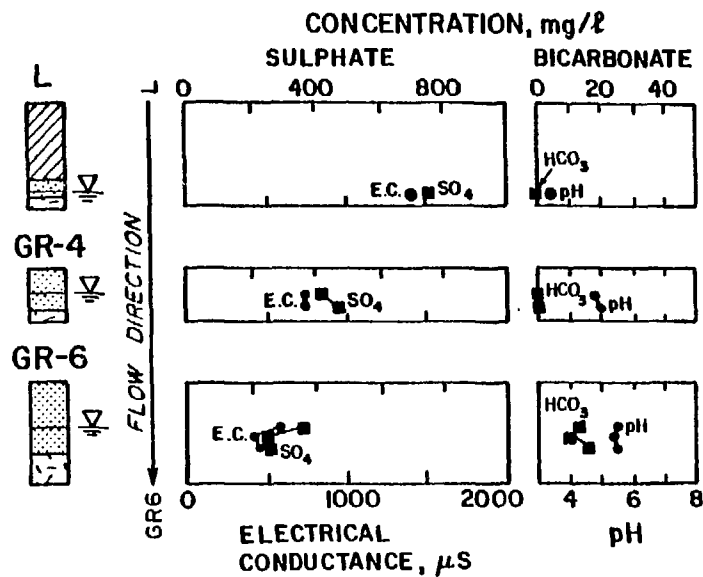 CONCENTRATION, mg/ℓ
SULPHATE BICARBONATE
L
0 400 800 0 20 40
L
HCO3
E.C. SO4 pH
GR-4
E.C. SO4 HCO3 pH
FLOW DIRECTION
GR-6
HCO3
E.C. SO4 pH
GR6
0 1000 2000 4 6 8
ELECTRICAL
CONDUCTANCE, µS
pH